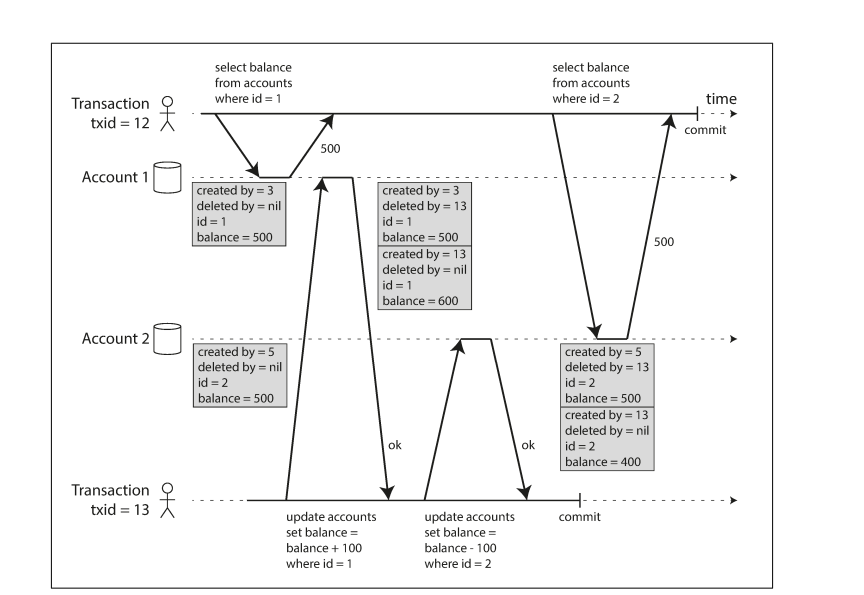 select balance
from accounts
where id = 1
select balance
from accounts
where id = 2
Transaction
txid = 12
time
commit
500
Account 1
created by = 3
deleted by = nil
id = 1
balance = 500
created by = 3
deleted by = 13
id = 1
balance = 500
created by = 13
deleted by = nil
id = 1
balance = 600
500
Account 2
created by = 5
deleted by = nil
id = 2
balance = 500
created by = 5
deleted by = 13
id = 2
balance = 500
created by = 13
deleted by = nil
id = 2
balance = 400
ok
ok
Transaction
txid = 13
commit
update accounts
set balance =
balance + 100
where id = 1
update accounts
set balance =
balance - 100
where id = 2